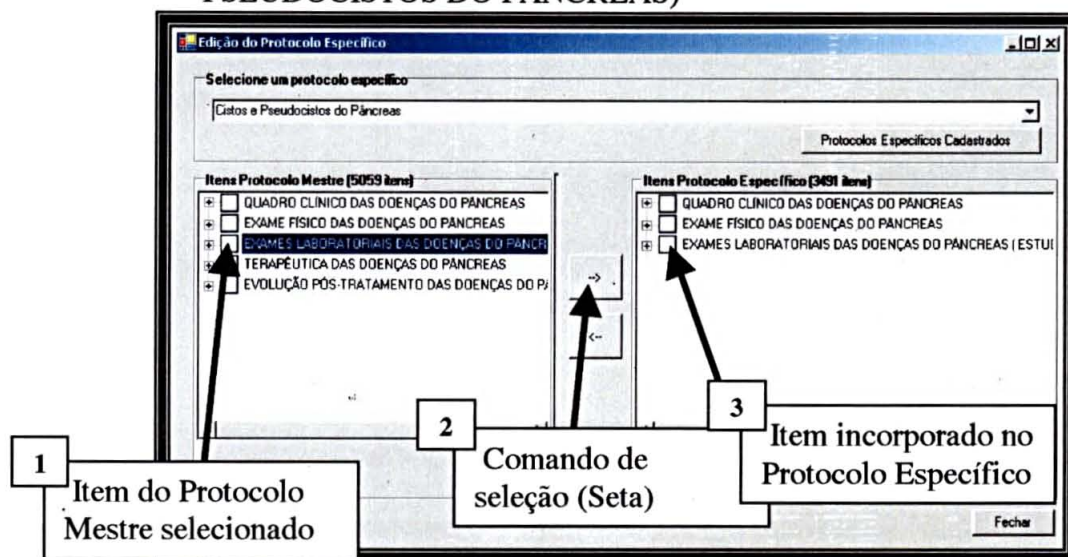 PSEUDOCISTOS DO PÂNCREAS)
Edição do Protocolo Específico
Selecione um protocolo específico
Cistos e Pseudocistos do Pâncreas
Protocolos Específicos Cadastrados
Itens Protocolo Mestre (5059 itens)
QUADRO CLÍNICO DAS DOENÇAS DO PÂNCREAS
EXAME FÍSICO DAS DOENÇAS DO PÂNCREAS
EXAMES LABORATORIAIS DAS DOENÇAS DO PÂNCR
TERAPÊUTICA DAS DOENÇAS DO PÂNCREAS
EVOLUÇÃO PÓS-TRATAMENTO DAS DOENÇAS DO P
-->
<--
Itens Protocolo Específico (3491 itens)
QUADRO CLÍNICO DAS DOENÇAS DO PÂNCREAS
EXAME FÍSICO DAS DOENÇAS DO PÂNCREAS
EXAMES LABORATORIAIS DAS DOENÇAS DO PÂNCREAS (ESTU
1
Item do Protocolo
Mestre selecionado
2
Comando de
seleção (Seta)
3
Item incorporado no
Protocolo Específico
Fechar